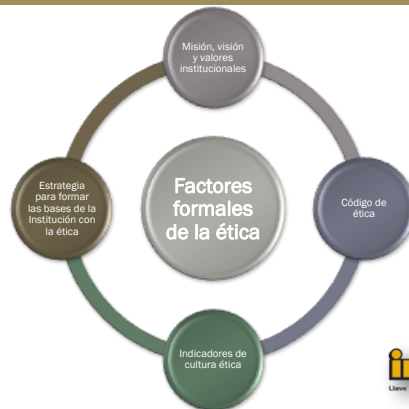 Misión, visión
y valores
institucionales
Factores
formales
de la ética
Estrategia
para formar
las bases de la
Institución con
la ética
Código de
ética
Indicadores de
cultura ética
Llave